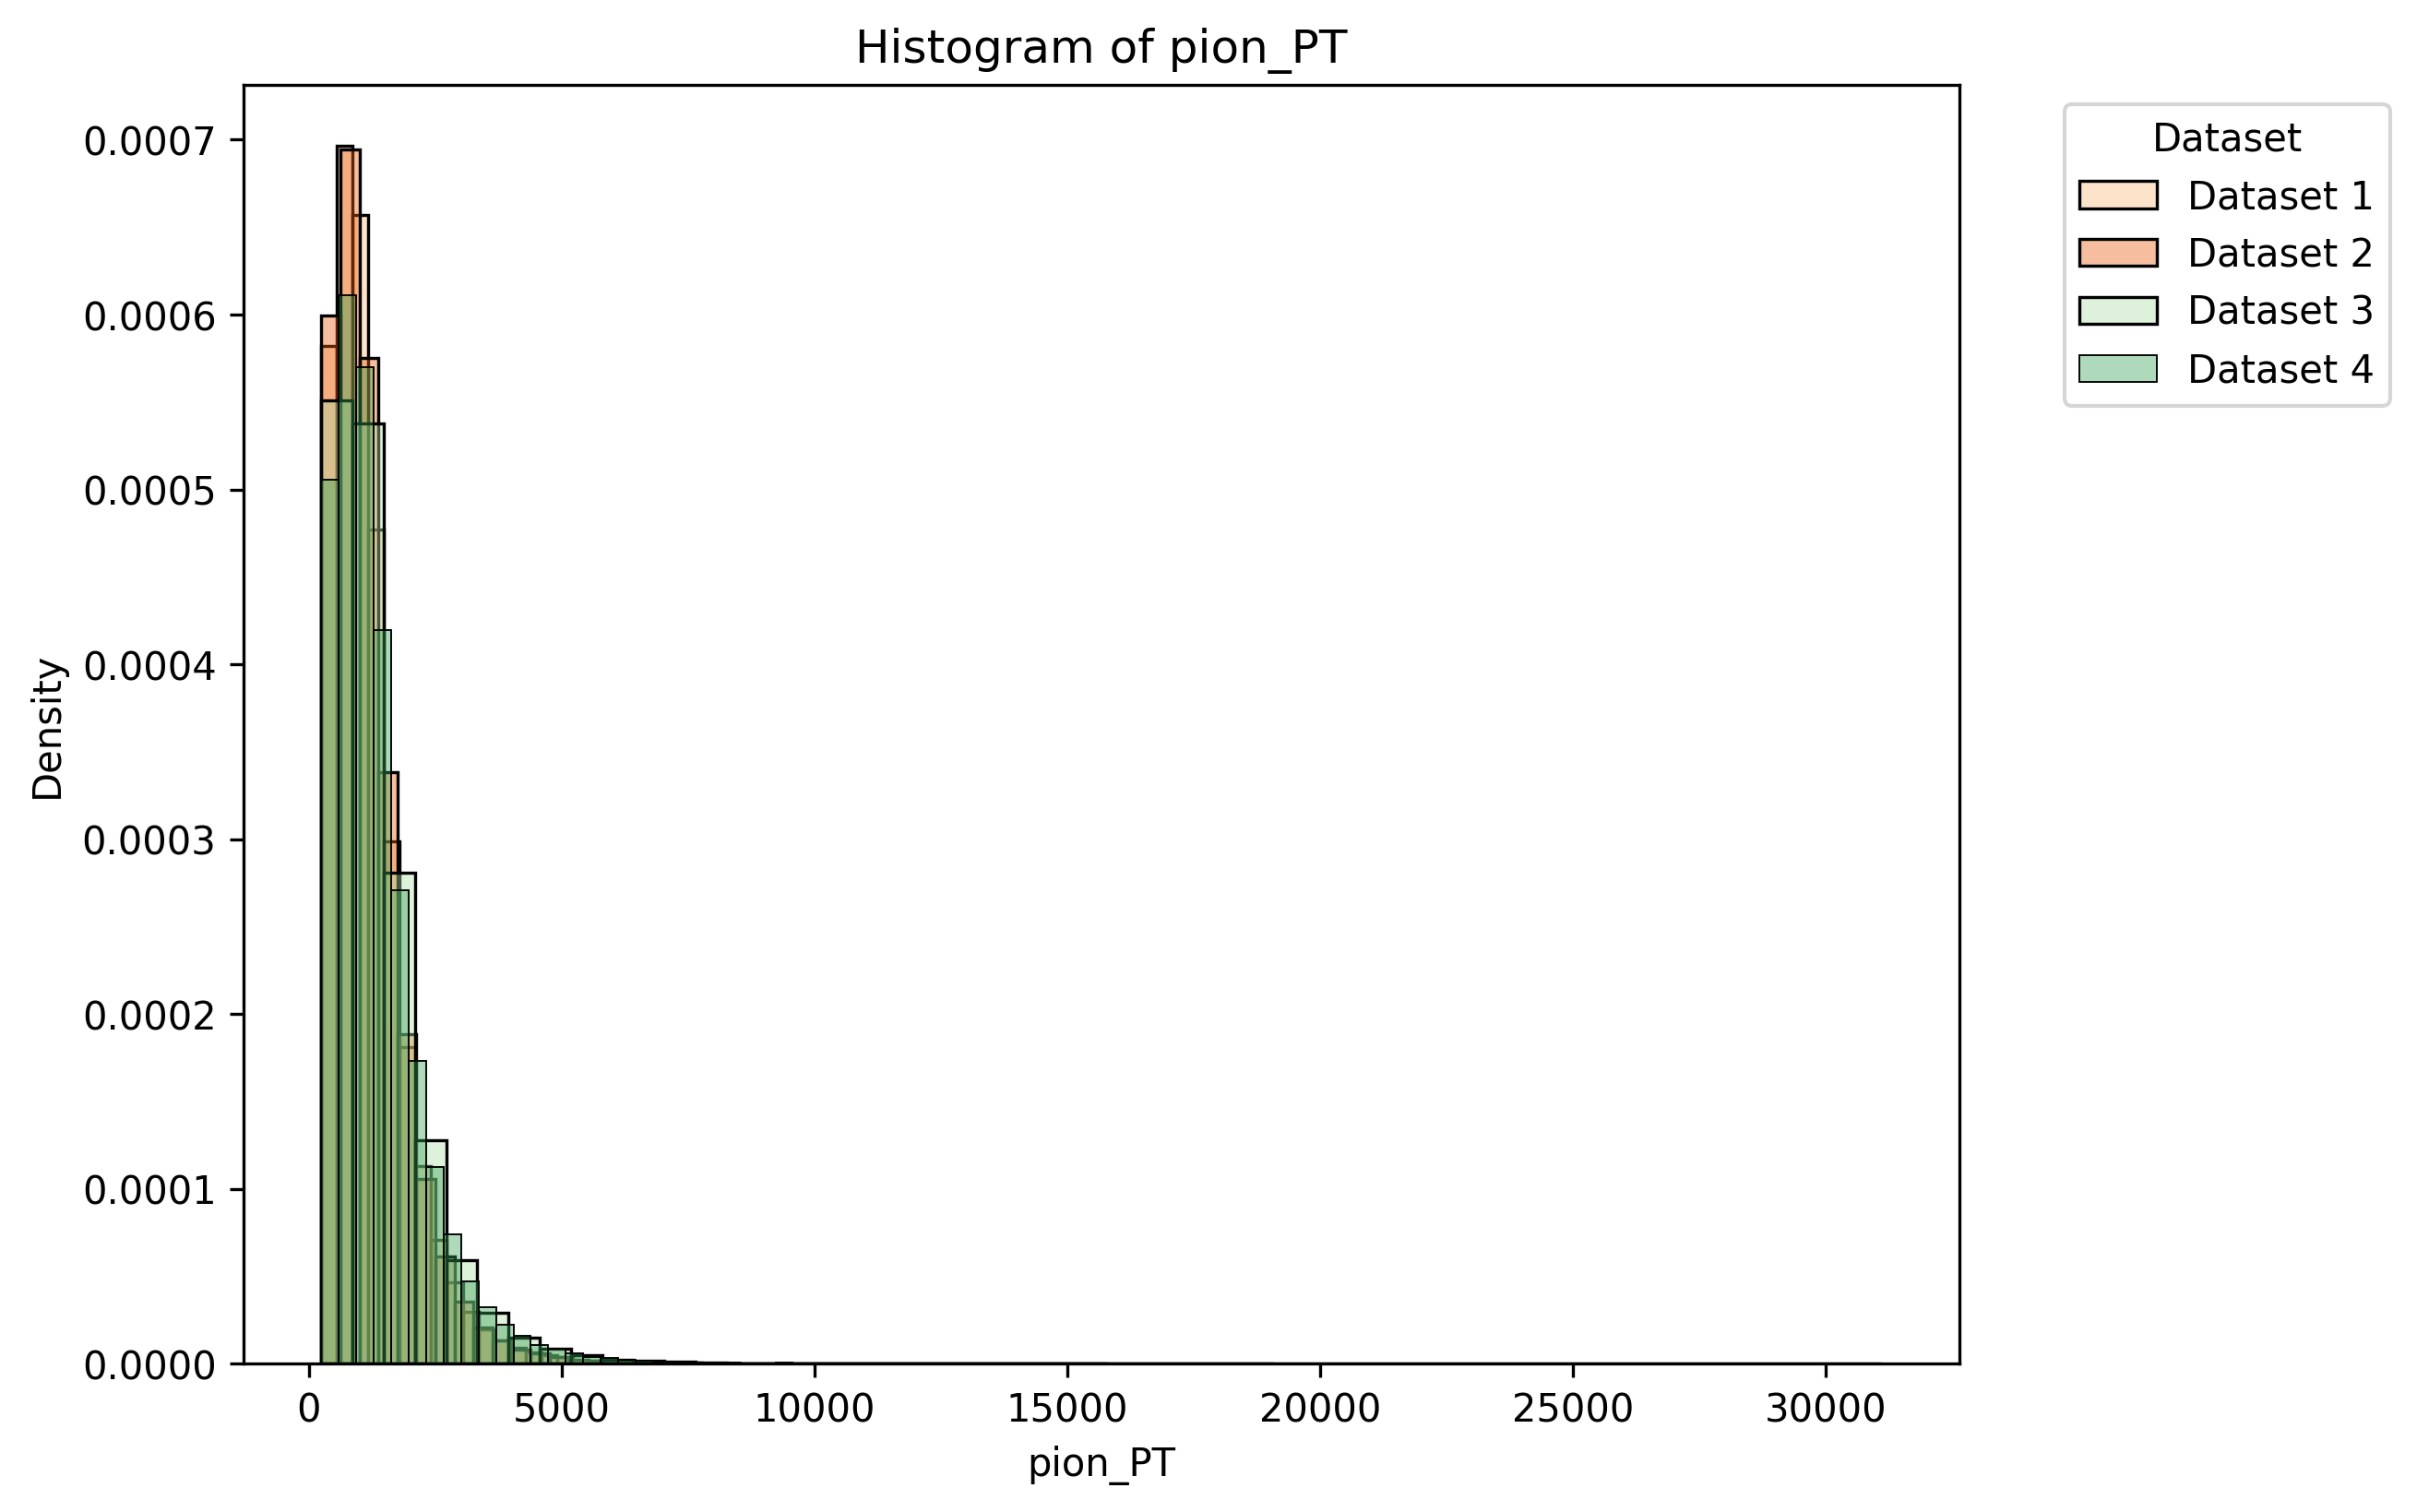 Histogram of pion_PT
Dataset
Dataset 1
Dataset 2
Dataset 3
Dataset 4
Density
0.0007
0.0006
0.0005
0.0004
0.0003
0.0002
0.0001
0.0000
0 5000 10000 15000 20000 25000 30000
pion_PT